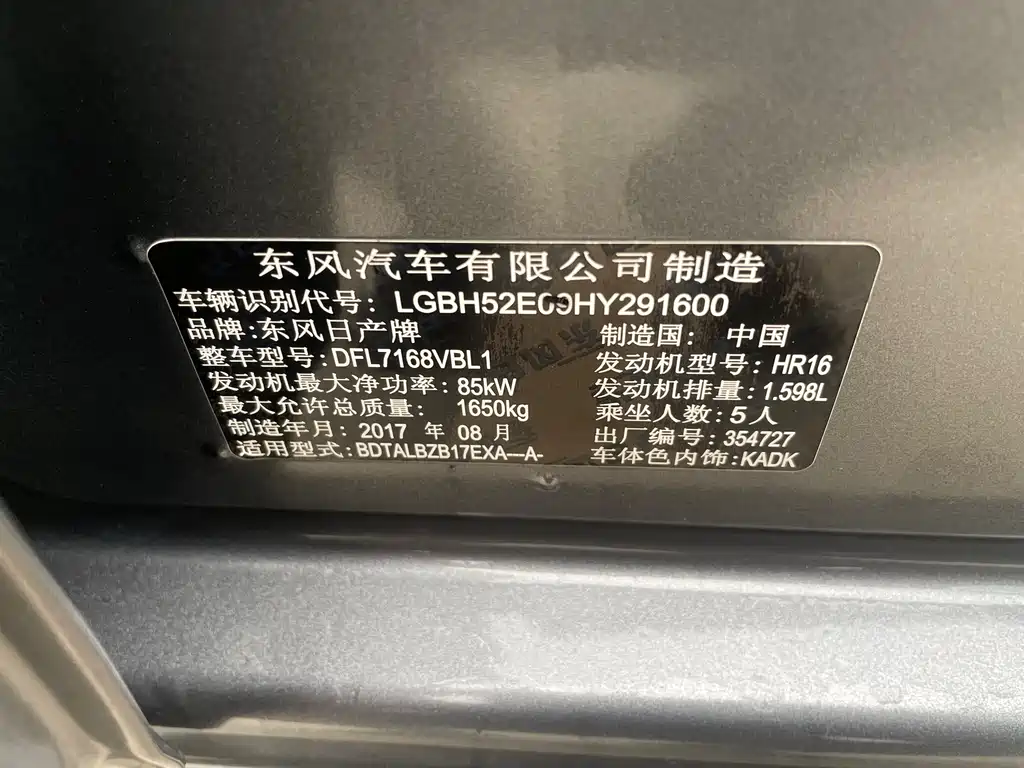 东风汽车有限公司制造
车辆识别代号: LGBH52E09HY291600
品牌:东风日产牌 制造国: 中国
整车型号:DFL7168VBL1 发动机型号:HR16
发动机最大净功率:85kW 发动机排量:1.598L
最大允许总质量: 1650kg 乘坐人数:5人
制造年月:2017 年 08 月 出厂编号:354727
适用型式:BDTALBZB17EXA—A- 车体色内饰:KADK